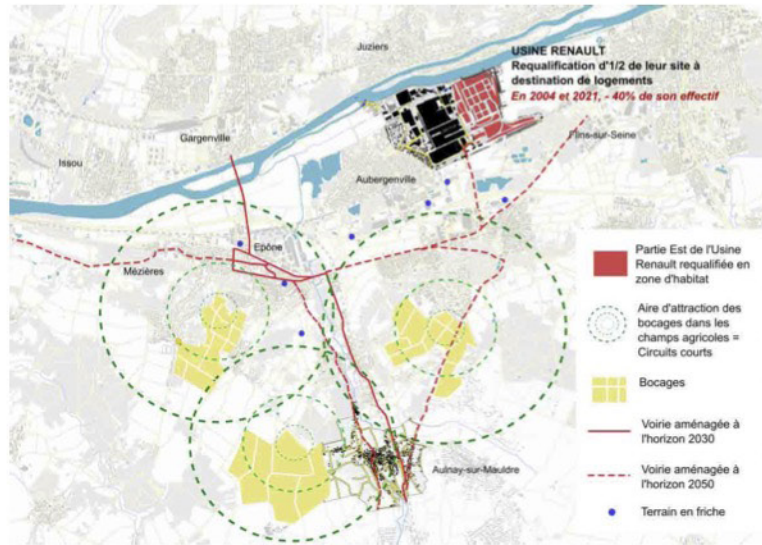 Juziers
USINE RENAULT
Requalification d'1/2 de leur site à
destination de logements
En 2004 et 2021, - 40% de son effectif
Gargenville
Flins-sur-Seine
Issou
Aubergenville
Epône
Mézières
Partie Est de l'Usine
Renault requalifiée en
zone d'habitat
Aire d'attraction des
bocages dans les
champs agricoles =
Circuits courts
Bocages
Voirie aménagée à
l'horizon 2030
Aulnay-sur-Mauldre
Voirie aménagée à
l'horizon 2050
Terrain en friche